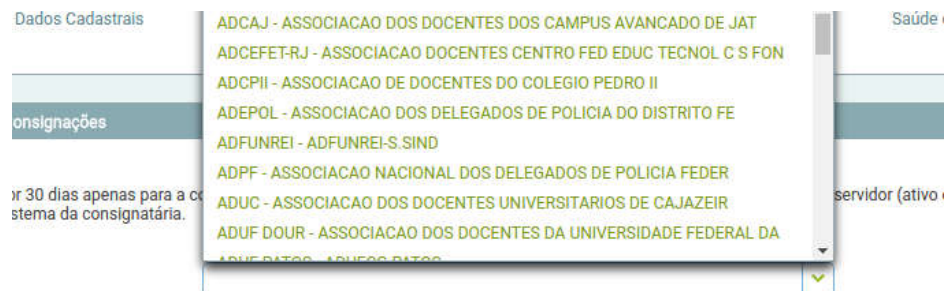 Dados Cadastrais
Saúde
ADCAJ - ASSOCIACAO DOS DOCENTES DOS CAMPUS AVANCADO DE JAT
ADCEFET-RJ - ASSOCIACAO DOCENTES CENTRO FED EDUC TECNOL C S FON
ADCPII - ASSOCIACAO DE DOCENTES DO COLEGIO PEDRO II
ADEPOL - ASSOCIACAO DOS DELEGADOS DE POLICIA DO DISTRITO FE
onsignações
ADFUNREI - ADFUNREI-S.SIND
ADPF - ASSOCIACAO NACIONAL DOS DELEGADOS DE POLICIA FEDER
or 30 dias apenas para a co
servidor (ativo
stema da consignatária.
ADUC - ASSOCIACAO DOS DOCENTES UNIVERSITARIOS DE CAJAZEIR
ADUF DOUR - ASSOCIACAO DOS DOCENTES DA UNIVERSIDADE FEDERAL DA